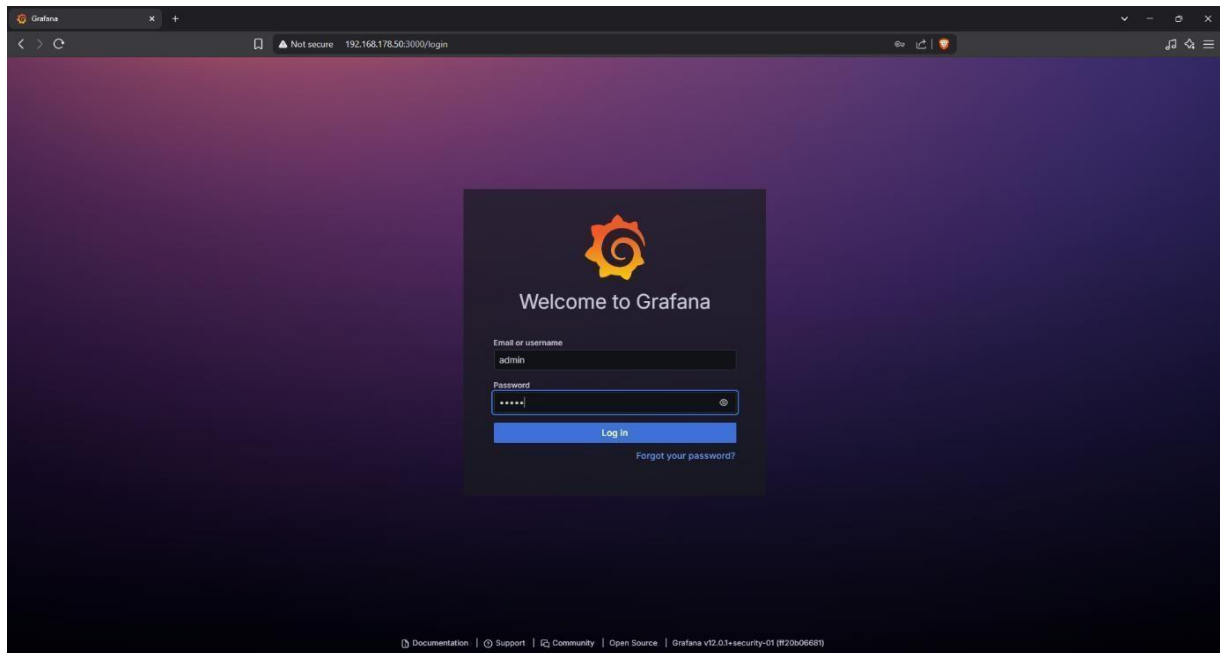 Grafana
Not secure 192.168.178.50:3000/login
Welcome to Grafana
Email or username
admin
Password
•••••
Log in
Forgot your password?
Documentation | Support | Community | Open Source | Grafana v12.0.1+security-01 (ff20b06681)